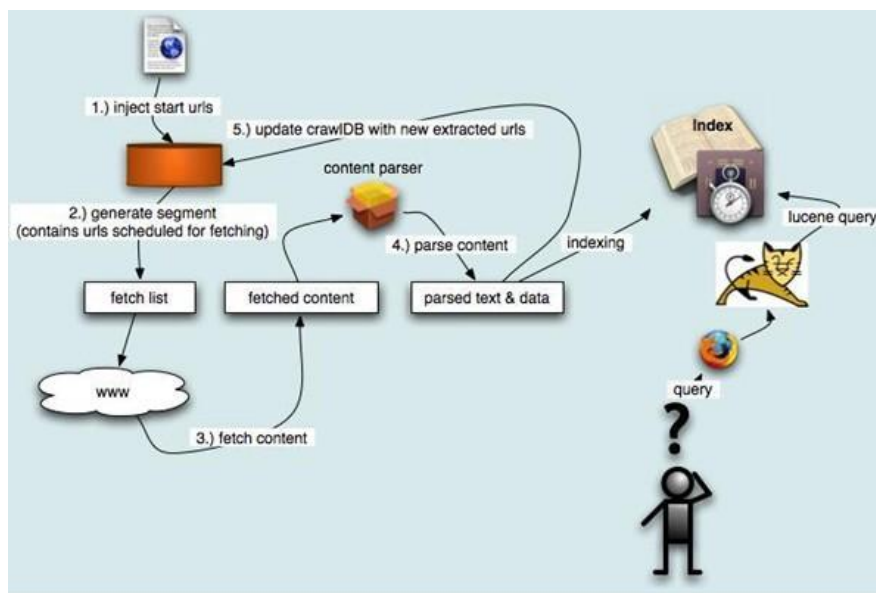 1.) inject start urls
5.) update crawlDB with new extracted urls
Index
content parser
2.) generate segment
(contains urls scheduled for fetching)
4.) parse content
indexing
lucene query
fetch list
fetched content
parsed text & data
www
query
3.) fetch content
?